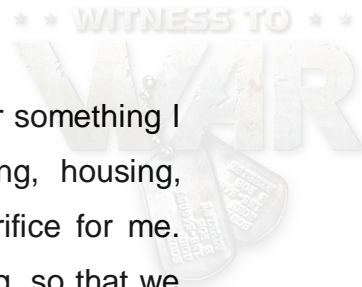 ★ ★ WITNESS TO ★ ★
WAR
r something I
ng, housing,
rifice for me.
g, so that we